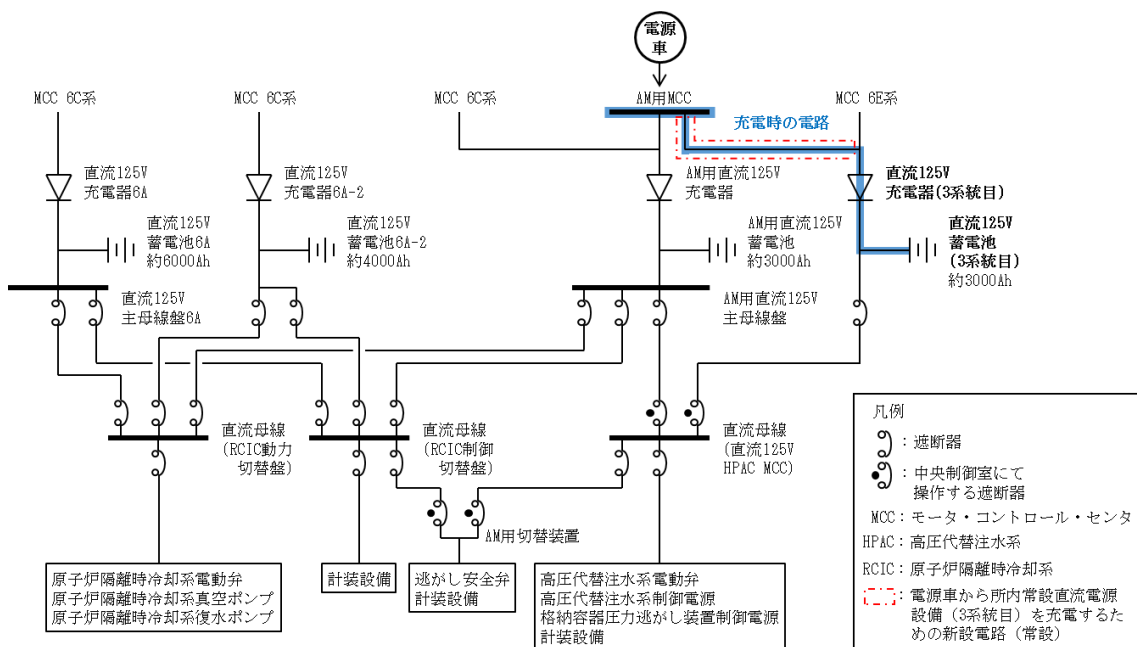 電源
車
MCC 6C系
MCC 6C系
MCC 6C系
AM用MCC
MCC 6E系
充電時の電路
直流125V
充電器6A
直流125V
充電器6A-2
AM用直流125V
充電器
直流125V
充電器(3系統目)
直流125V
蓄電池6A
約6000Ah
直流125V
蓄電池6A-2
約4000Ah
AM用直流125V
蓄電池
約3000Ah
直流125V
蓄電池
(3系統目)
約3000Ah
直流125V
主母線盤6A
AM用直流125V
主母線盤
直流母線
(RCIC動力
切替盤)
直流母線
(RCIC制御
切替盤)
直流母線
(直流125V
HPAC MCC)
AM用切替装置
原子炉隔離時冷却系電動弁
原子炉隔離時冷却系真空ポンプ
原子炉隔離時冷却系復水ポンプ
計装設備
逃がし安全弁
計装設備
高圧代替注水系電動弁
高圧代替注水系制御電源
格納容器圧力逃がし装置制御電源
計装設備
凡例
：遮断器
：中央制御室にて
操作する遮断器
MCC：モータ・コントロール・センタ
HPAC：高圧代替注水系
RCIC：原子炉隔離時冷却系
：電源車から所内常設直流電源
設備（3系統目）を充電するた
めの新設電路（常設）